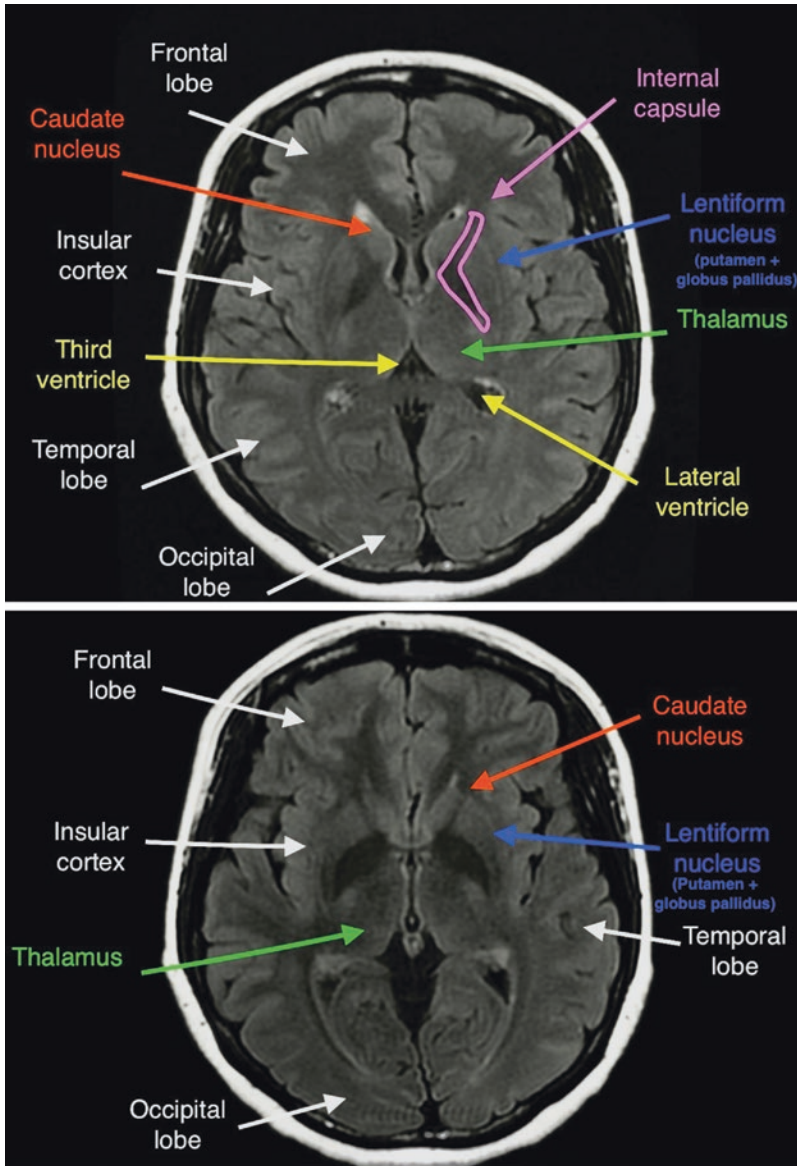 Frontal
lobe
Internal
capsule
Caudate
nucleus
Lentiform
nucleus
(putamen +
globus pallidus)
Insular
cortex
Thalamus
Third
ventricle
Temporal
lobe
Lateral
ventricle
Occipital
lobe
Frontal
lobe
Caudate
nucleus
Insular
cortex
Lentiform
nucleus
(Putamen +
globus pallidus)
Temporal
lobe
Thalamus
Occipital
lobe